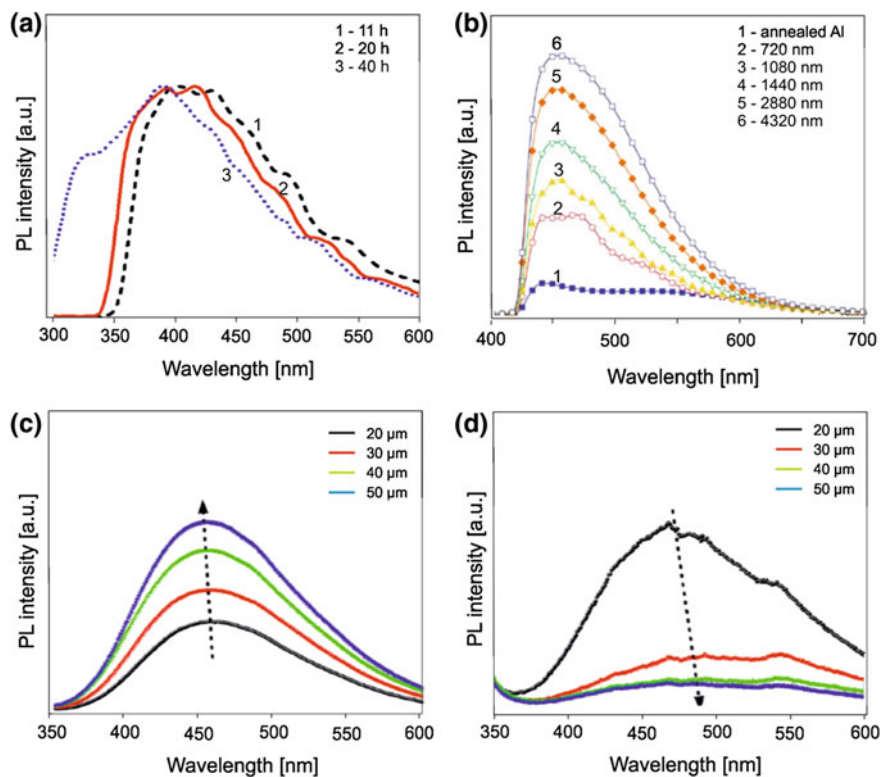 (a)
1 - 11 h
2 - 20 h
3 - 40 h
1
2
3
PL intensity [a.u.]
300 350 400 450 500 550 600
Wavelength [nm]
(b)
1 - annealed Al
2 - 720 nm
3 - 1080 nm
4 - 1440 nm
5 - 2880 nm
6 - 4320 nm
6
5
4
3
2
1
PL intensity [a.u.]
400 500 600 700
Wavelength [nm]
(c)
20 µm
30 µm
40 µm
50 µm
PL intensity [a.u.]
350 400 450 500 550 600
Wavelength [nm]
(d)
20 µm
30 µm
40 µm
50 µm
PL intensity [a.u.]
350 400 450 500 550 600
Wavelength [nm]